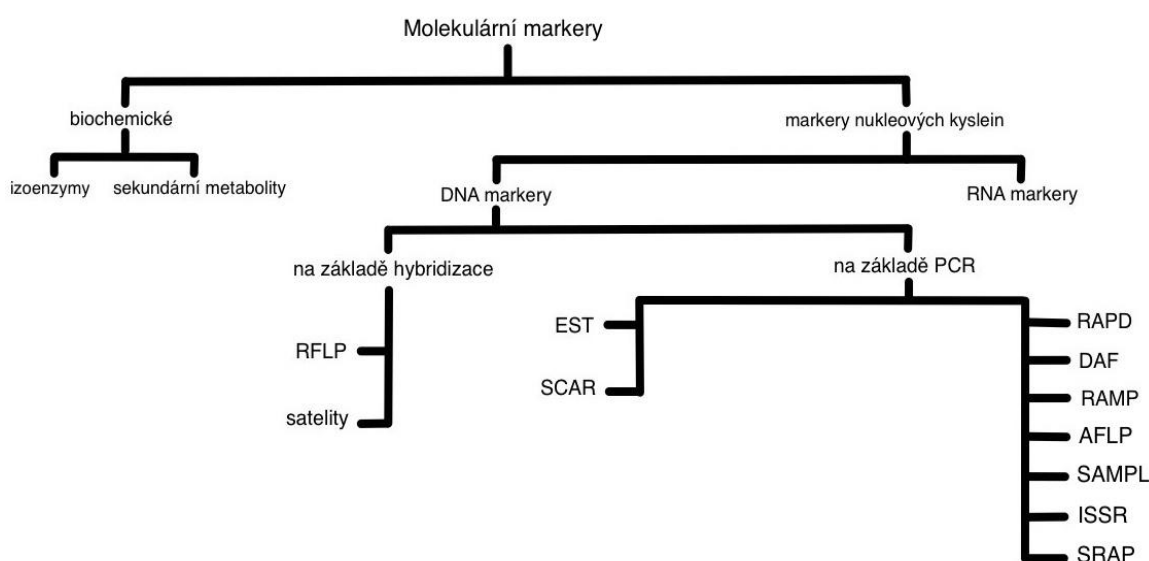 Molekulární markery
biochemické
markery nukleových kyslein
izoenzymy
sekundární metabolity
DNA markery
RNA markery
na základě hybridizace
na základě PCR
RFLP
satelity
EST
SCAR
RAPD
DAF
RAMP
AFLP
SAMPL
ISSR
SRAP